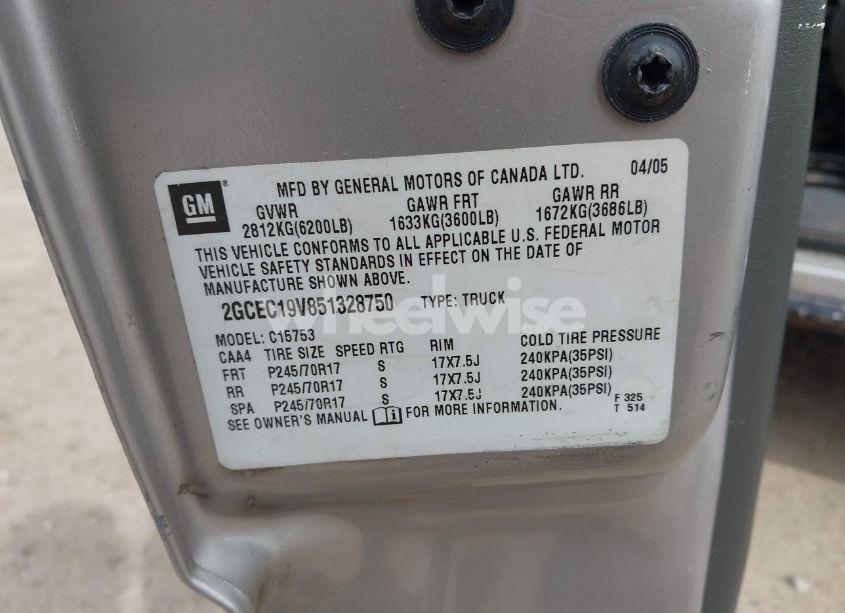 GM
MFD BY GENERAL MOTORS OF CANADA LTD. 04/05
GVWR GAWR FRT GAWR RR
2812KG(6200LB) 1633KG(3600LB) 1672KG(3686LB)
THIS VEHICLE CONFORMS TO ALL APPLICABLE U.S. FEDERAL MOTOR
VEHICLE SAFETY STANDARDS IN EFFECT ON THE DATE OF
MANUFACTURE SHOWN ABOVE.
2GCEC19V851328750 TYPE: TRUCK
wheelwise
MODEL: C15753
CAA4 TIRE SIZE SPEED RTG RIM COLD TIRE PRESSURE
FRT P245/70R17 S 17X7.5J 240KPA(35PSI)
RR P245/70R17 S 17X7.5J 240KPA(35PSI)
SPA P245/70R17 S 17X7.5J 240KPA(35PSI)
SEE OWNER'S MANUAL FOR MORE INFORMATION.
F 325
T 514